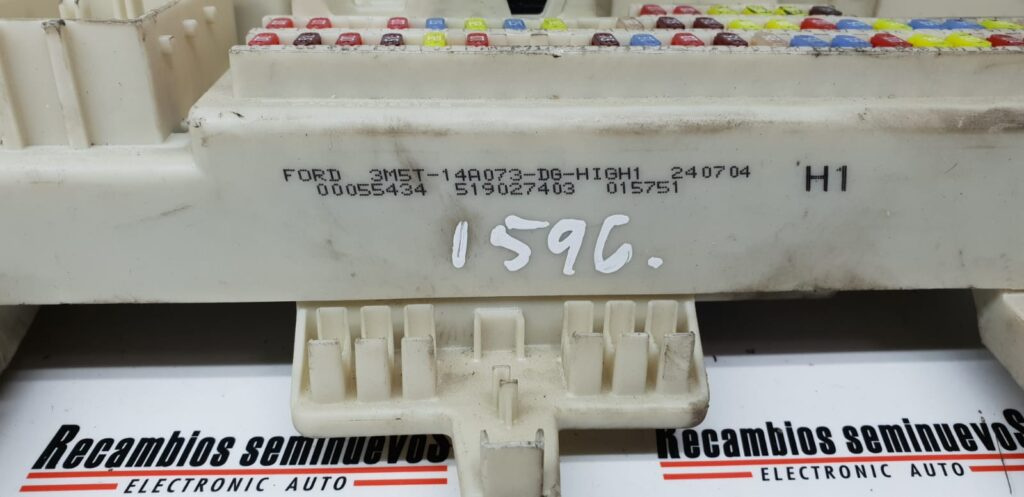 FORD 3M5T-14A073-DG-HIGH1 240704 H1
00055434 519027403 015751
1596.
Recambios seminuevos
ELECTRONIC AUTO
Recambios seminuevos
ELECTRONIC AUTO